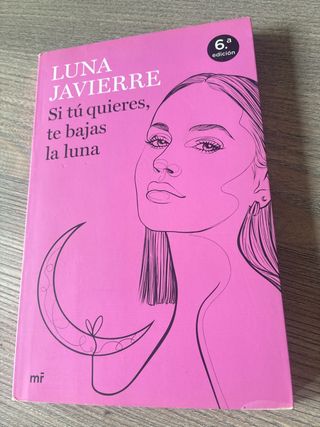 LUNA
JAVIERRE
Si tú quieres,
te bajas
la luna
6.ª
edición
mr̄